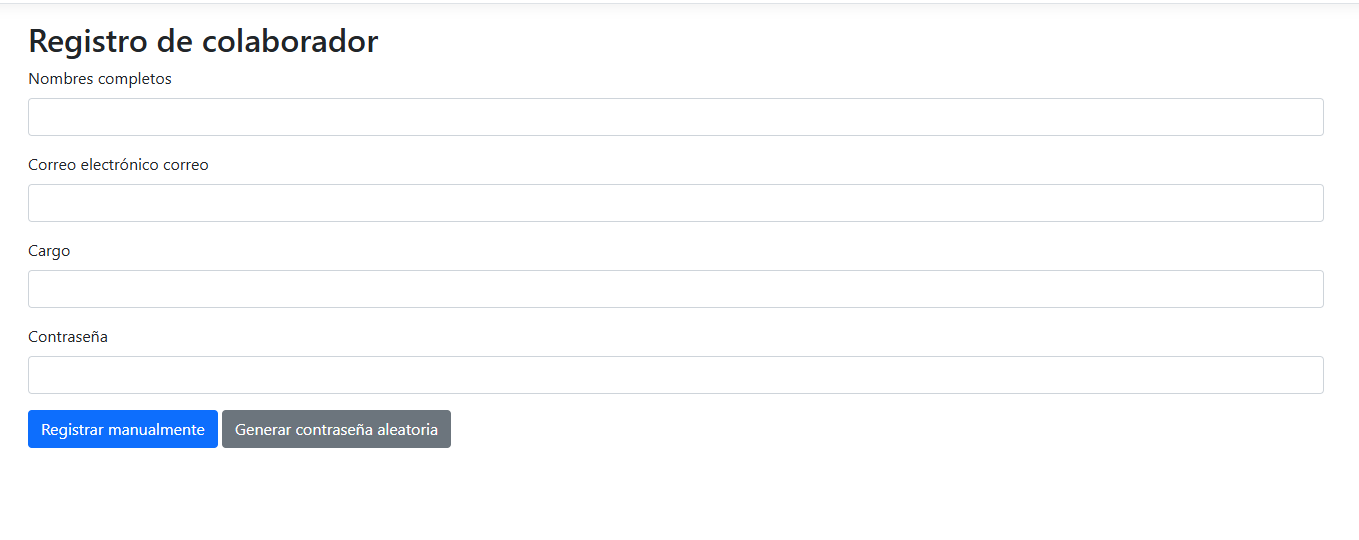 Registro de colaborador
Nombres completos
Correo electrónico correo
Cargo
Contraseña
Registrar manualmente Generar contraseña aleatoria